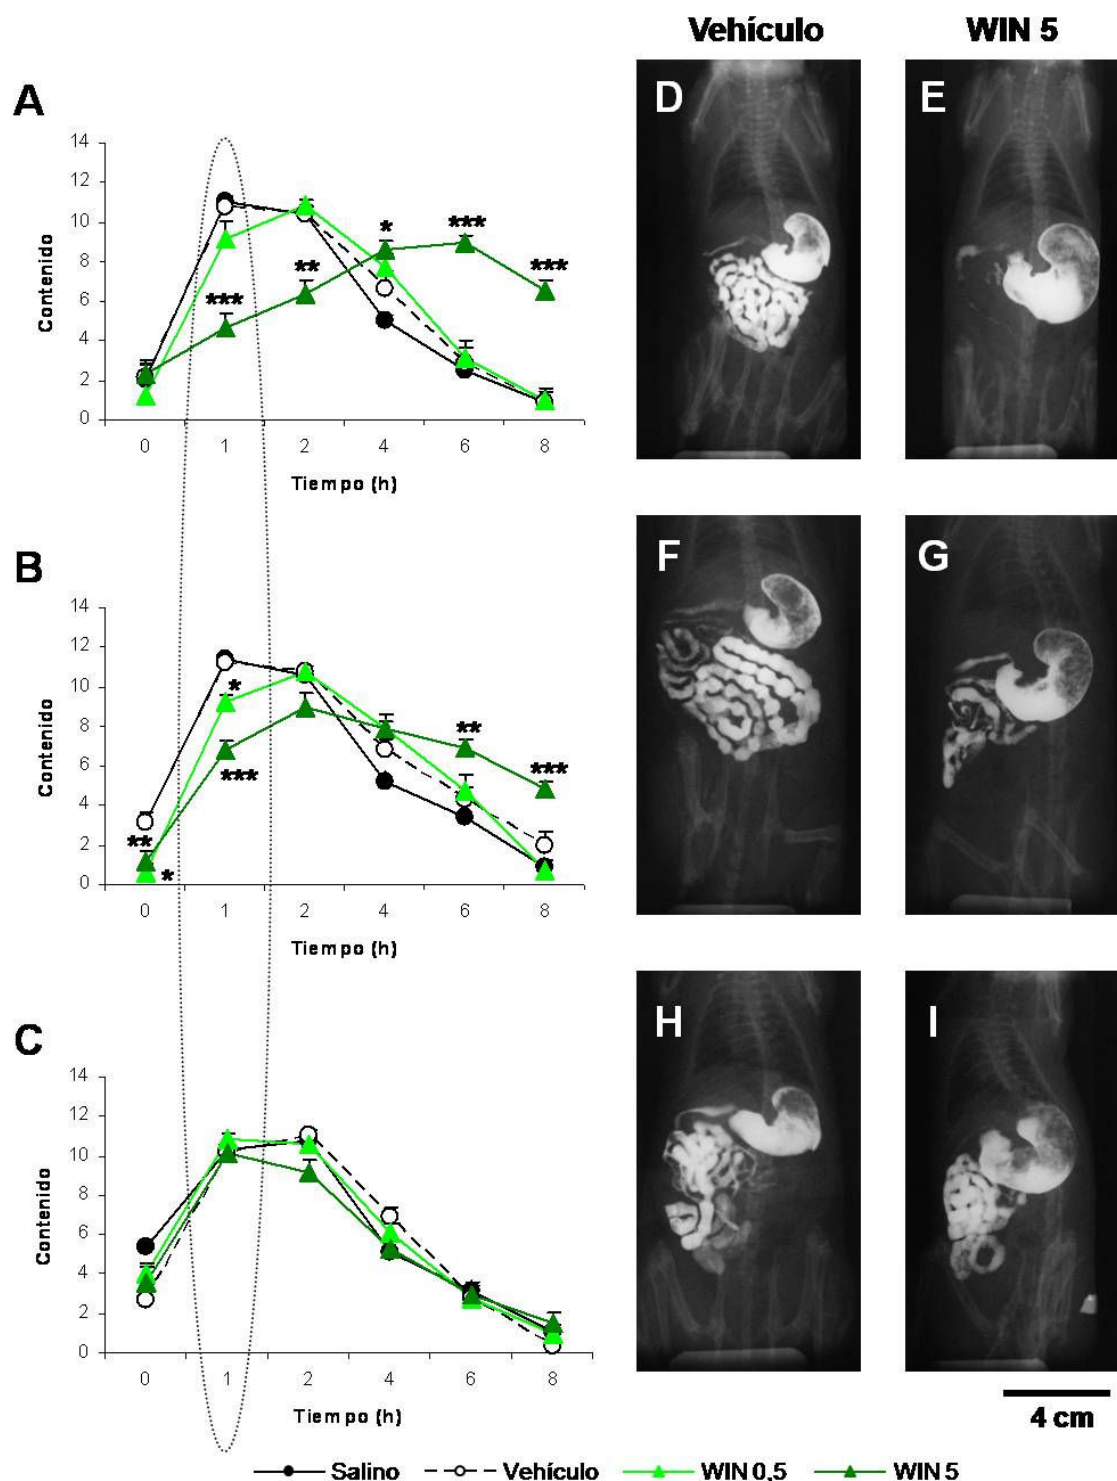 Vehículo WIN 5
A
14
12
10
8
6
4
2
0
Contenido
***
**
*
***
***
0 1 2 4 6 8
Tiempo (h)
D
E
B
14
12
10
8
6
4
2
0
Contenido
**
*
*
***
**
***
0 1 2 4 6 8
Tiempo (h)
F
G
C
14
12
10
8
6
4
2
0
Contenido
0 1 2 4 6 8
Tiempo (h)
H
I
4 cm
Salino Vehículo WIN 0,5 WIN 5